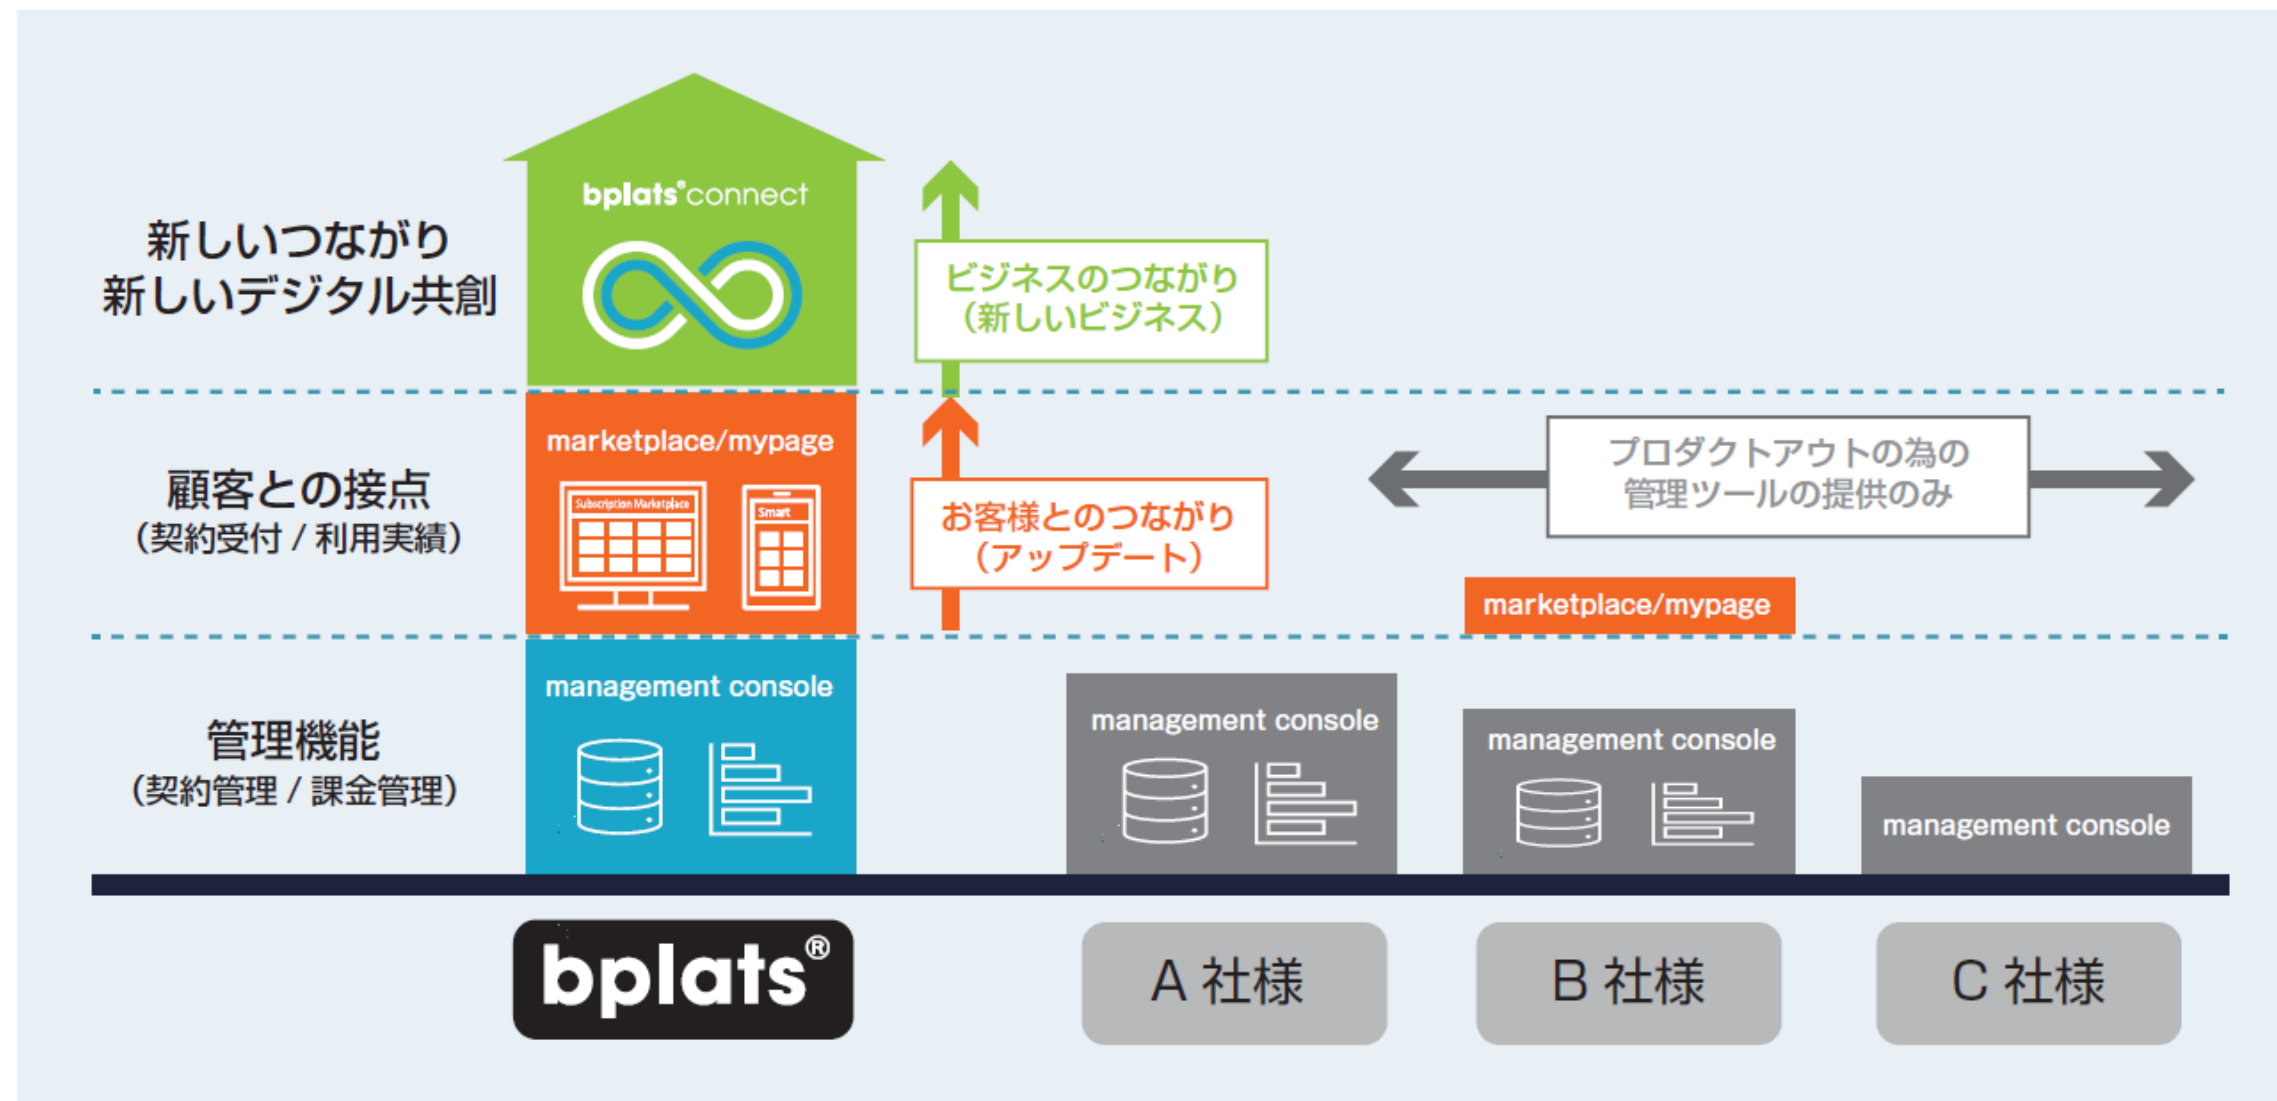 bplats®connect
新しいつながり
新しいデジタル共創
ビジネスのつながり
（新しいビジネス）
marketplace/mypage
Subscription Marketplace
Smart
顧客との接点
（契約受付 / 利用実績）
お客様とのつながり
（アップデート）
プロダクトアウトの為の
管理ツールの提供のみ
marketplace/mypage
management console
管理機能
（契約管理 / 課金管理）
management console
management console
management console
bplats®
A 社様
B 社様
C 社様